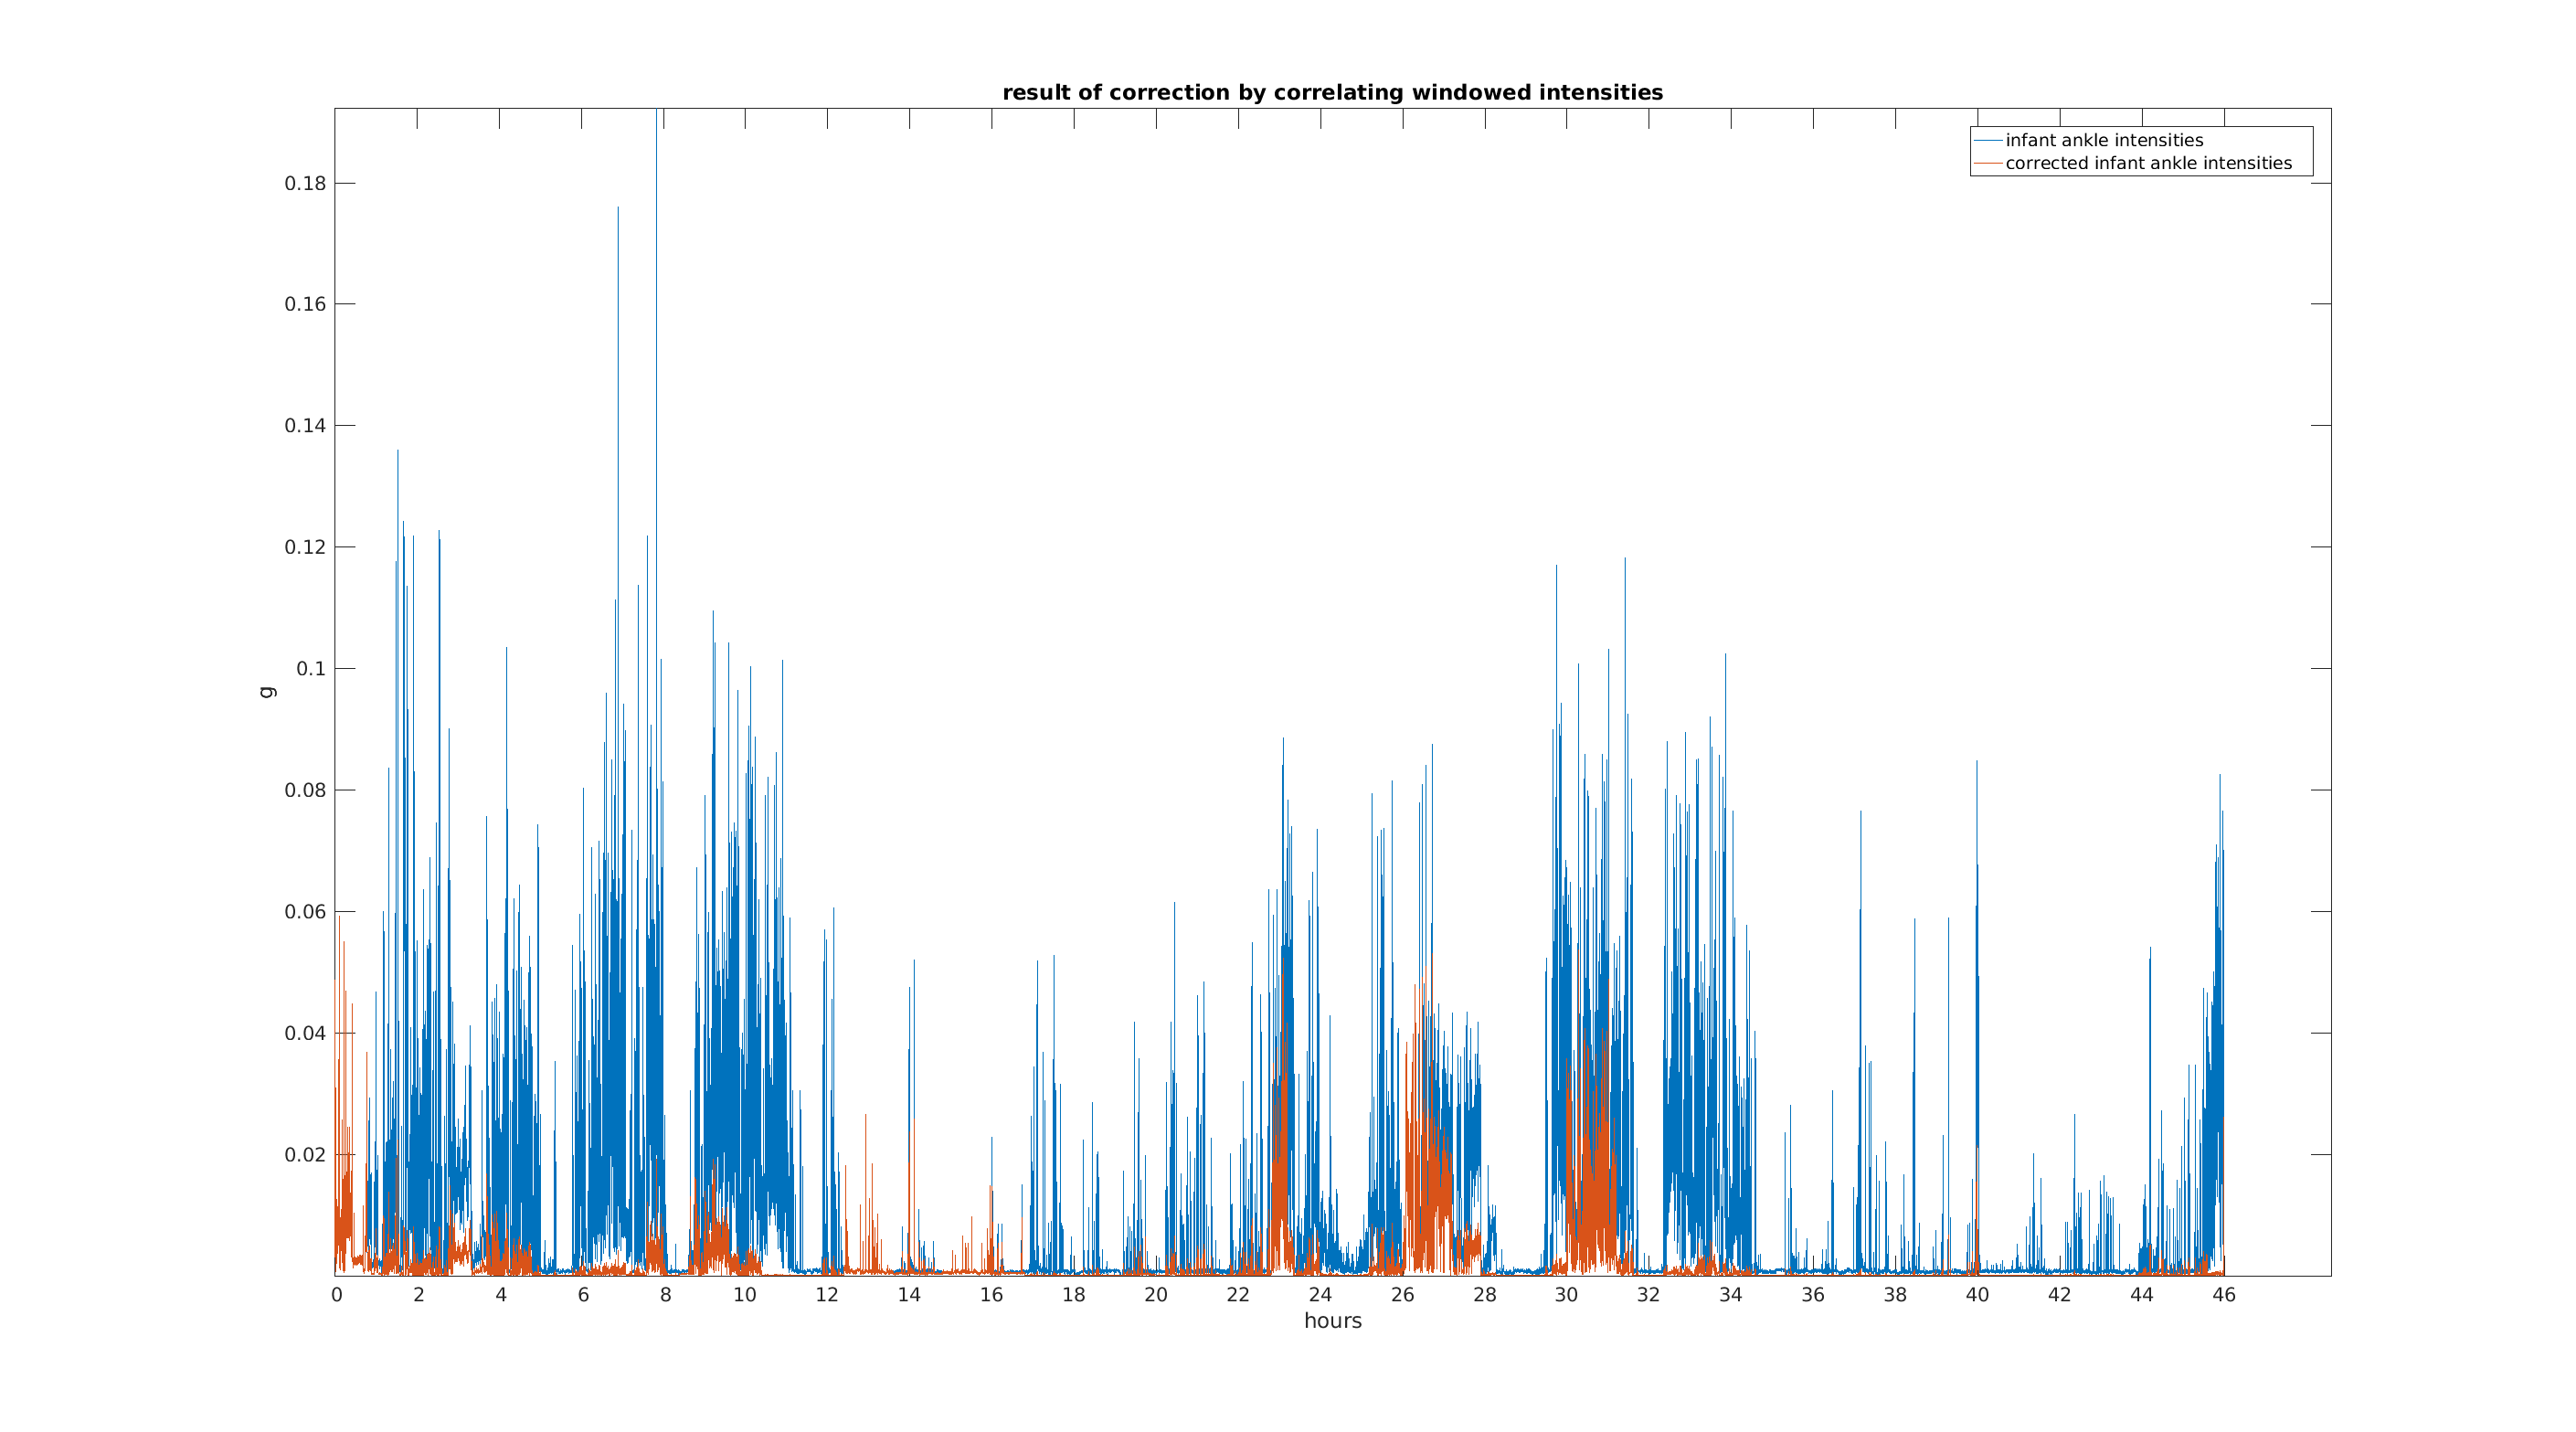 result of correction by correlating windowed intensities
infant ankle intensities
corrected infant ankle intensities
0.18
0.16
0.14
0.12
0.1
0.08
0.06
0.04
0.02
g
0 2 4 6 8 10 12 14 16 18 20 22 24 26 28 30 32 34 36 38 40 42 44 46
hours